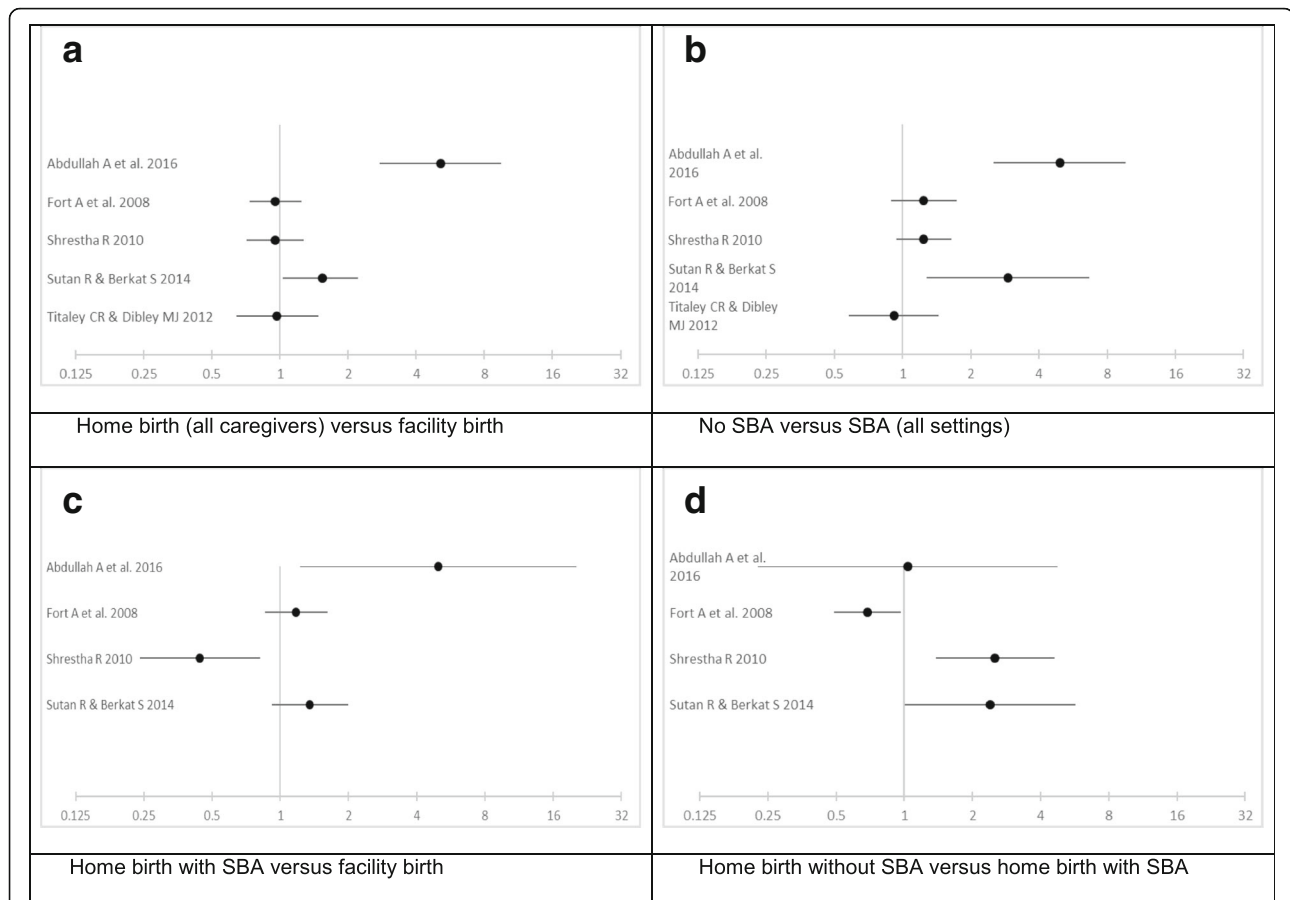 a
Abdullah A et al. 2016
Fort A et al. 2008
Shrestha R 2010
Sutan R & Berkat S 2014
Titaley CR & Dibley MJ 2012
0.125 0.25 0.5 1 2 4 8 16 32
Home birth (all caregivers) versus facility birth
b
Abdullah A et al.
2016
Fort A et al. 2008
Shrestha R 2010
Sutan R & Berkat S
2014
Titaley CR & Dibley
MJ 2012
0.125 0.25 0.5 1 2 4 8 16 32
No SBA versus SBA (all settings)
c
Abdullah A et al. 2016
Fort A et al. 2008
Shrestha R 2010
Sutan R & Berkat S 2014
0.125 0.25 0.5 1 2 4 8 16 32
Home birth with SBA versus facility birth
d
Abdullah A et al.
2016
Fort A et al. 2008
Shrestha R 2010
Sutan R & Berkat S 2014
0.125 0.25 0.5 1 2 4 8 16 32
Home birth without SBA versus home birth with SBA